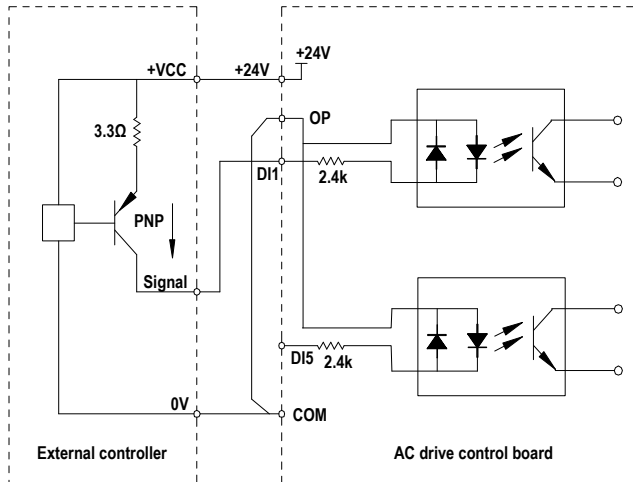 +24V
+VCC
+24V
OP
3.3Ω
DI1
2.4k
PNP
Signal
DI5
2.4k
0V
COM
External controller
AC drive control board